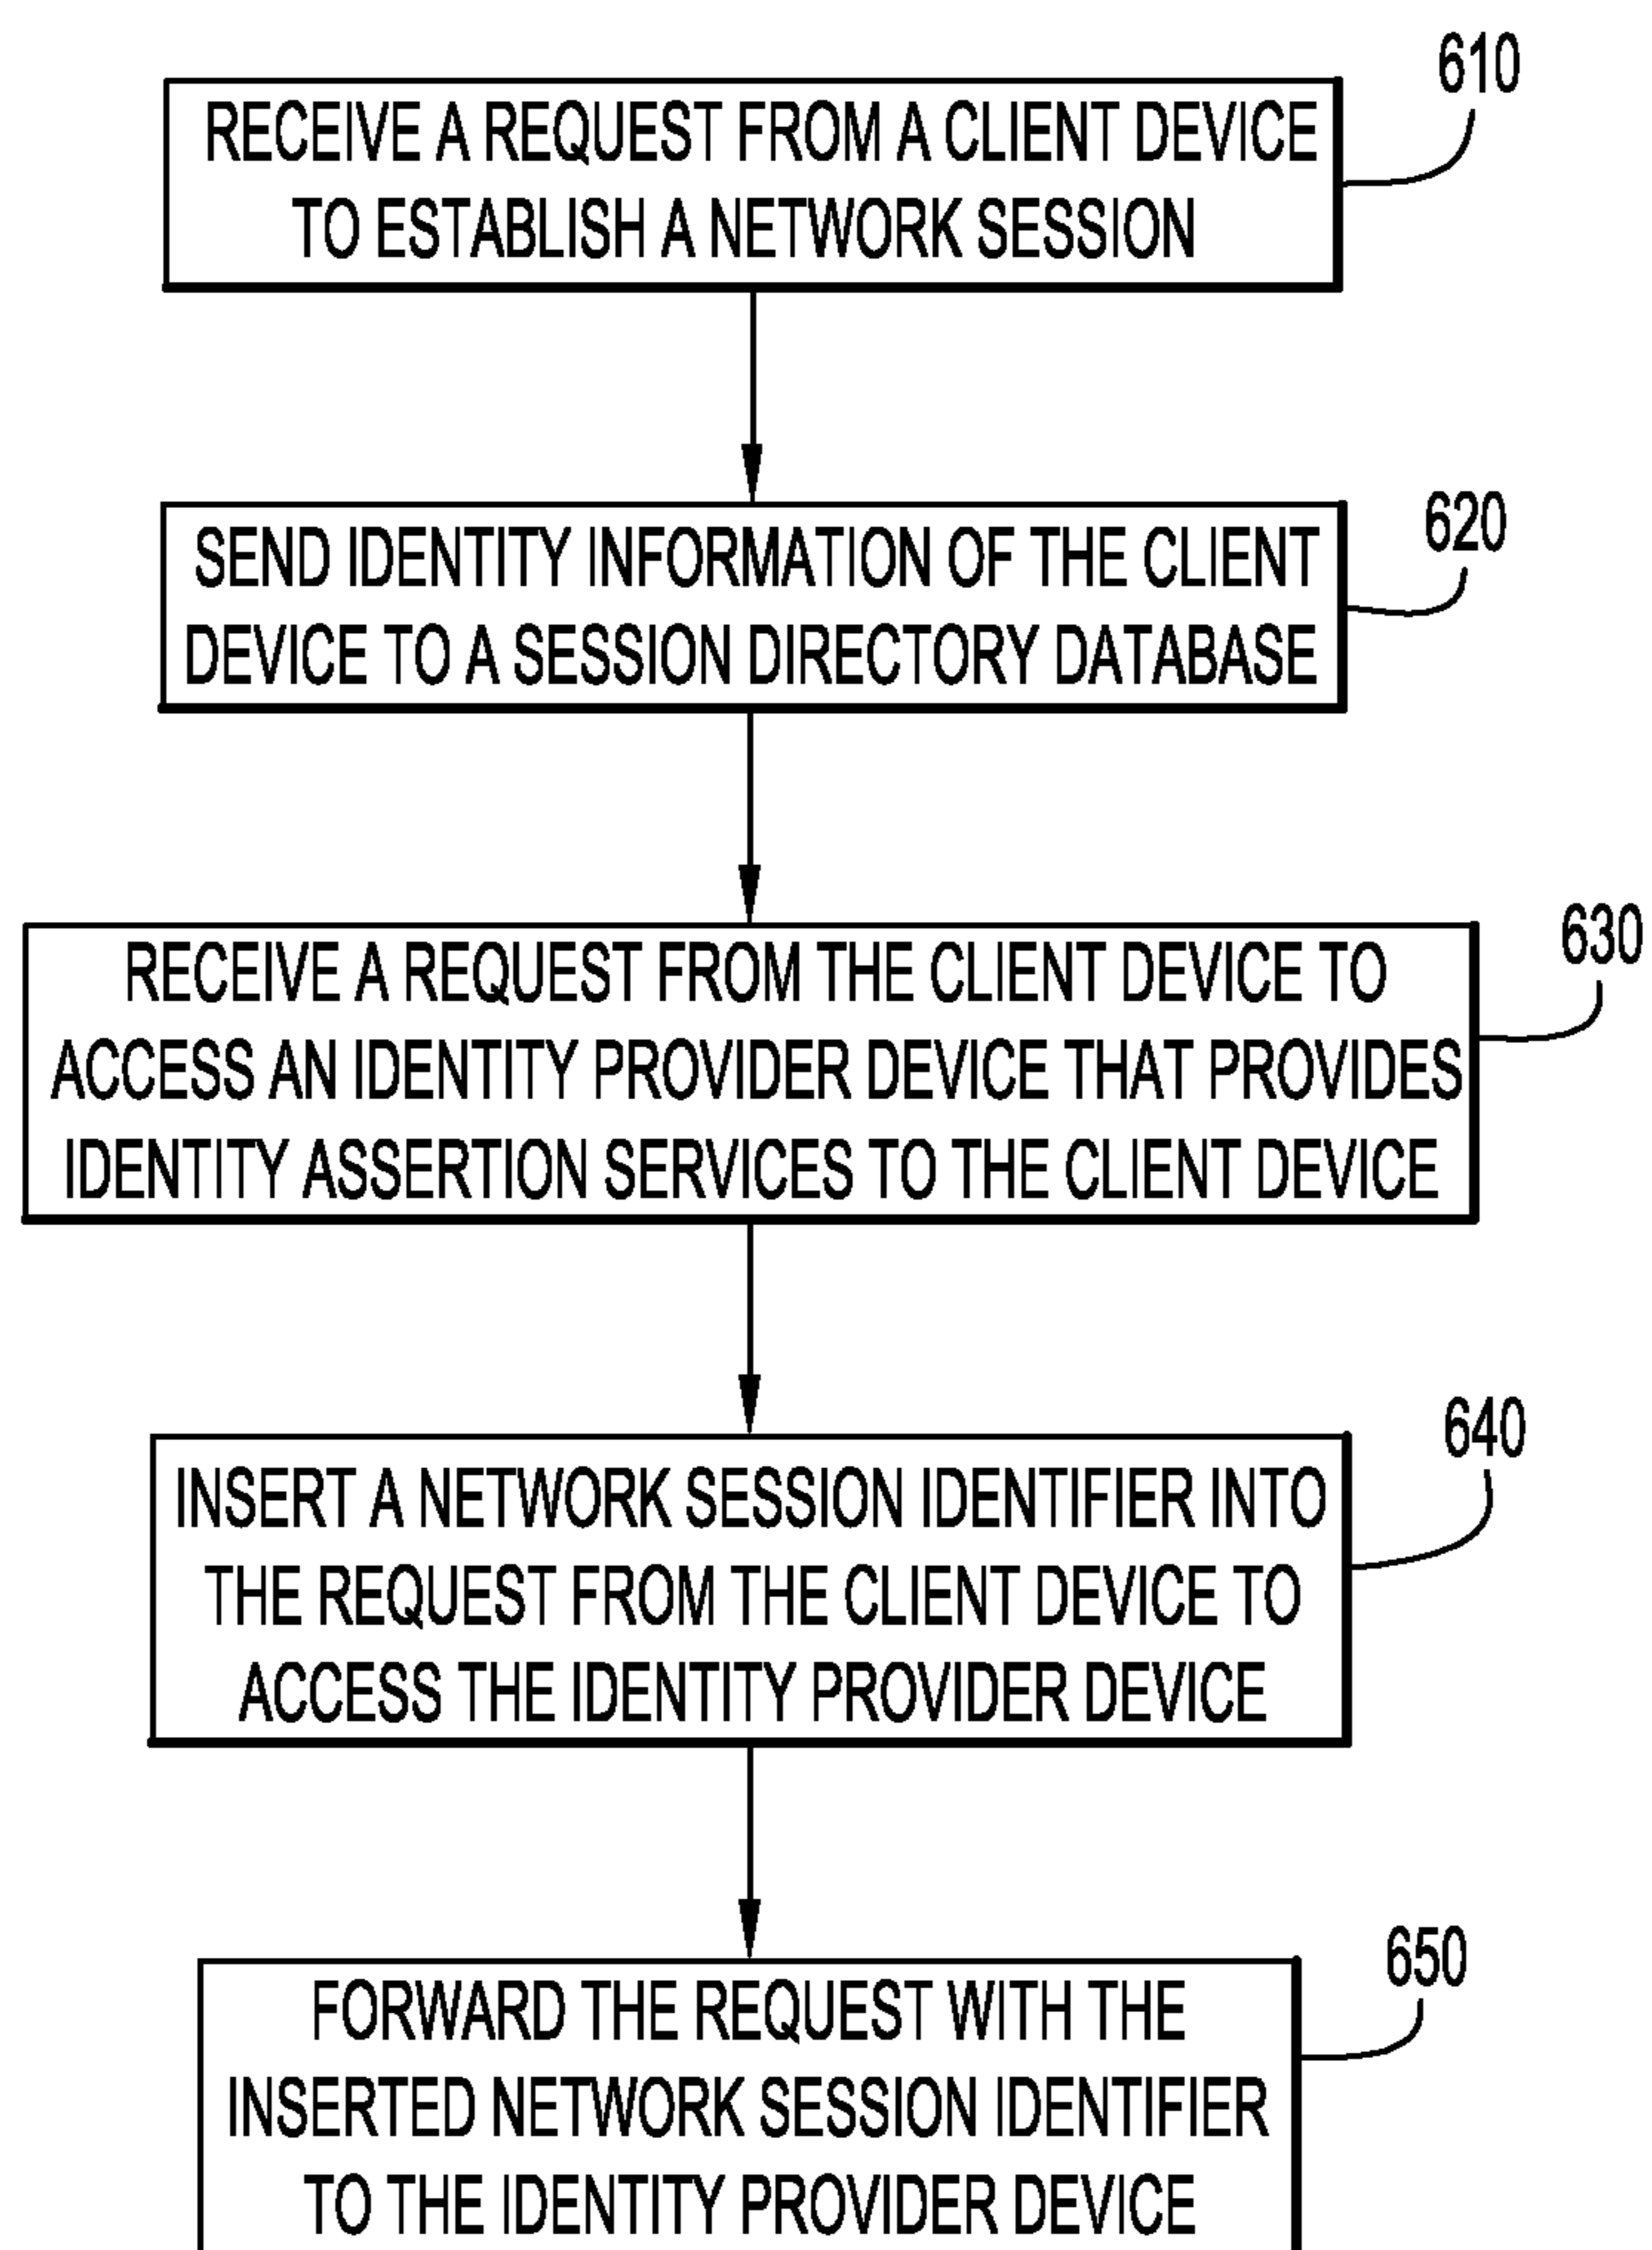 610
RECEIVE A REQUEST FROM A CLIENT DEVICE
TO ESTABLISH A NETWORK SESSION
620
SEND IDENTITY INFORMATION OF THE CLIENT
DEVICE TO A SESSION DIRECTORY DATABASE
630
RECEIVE A REQUEST FROM THE CLIENT DEVICE TO
ACCESS AN IDENTITY PROVIDER DEVICE THAT PROVIDES
IDENTITY ASSERTION SERVICES TO THE CLIENT DEVICE
640
INSERT A NETWORK SESSION IDENTIFIER INTO
THE REQUEST FROM THE CLIENT DEVICE TO
ACCESS THE IDENTITY PROVIDER DEVICE
650
FORWARD THE REQUEST WITH THE
INSERTED NETWORK SESSION IDENTIFIER
TO THE IDENTITY PROVIDER DEVICE